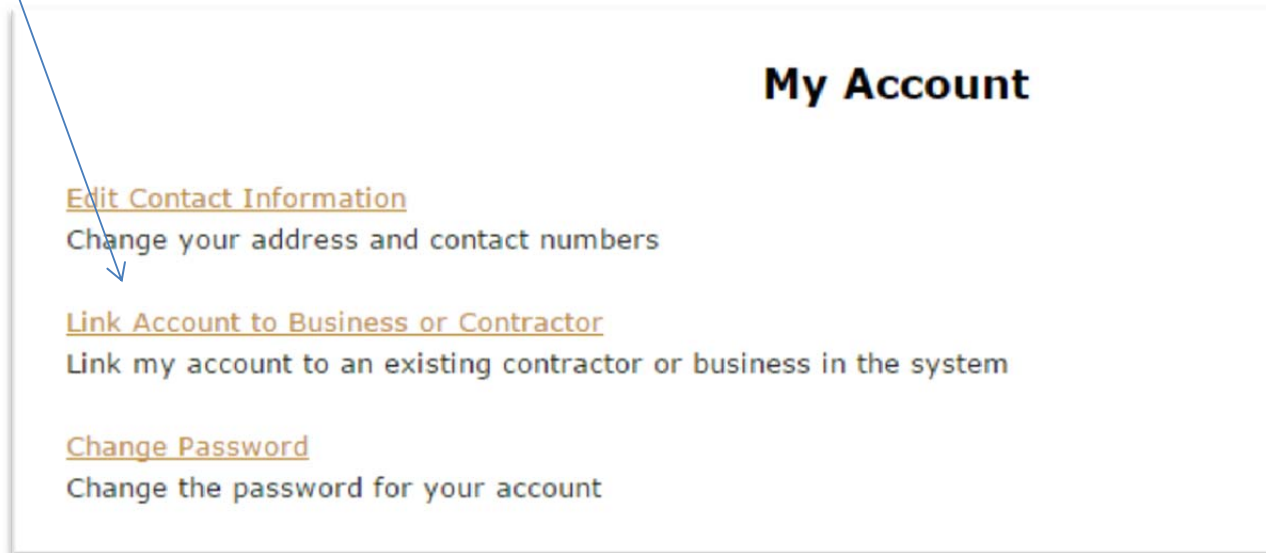 My Account
Edit Contact Information
Change your address and contact numbers
Link Account to Business or Contractor
Link my account to an existing contractor or business in the system
Change Password
Change the password for your account